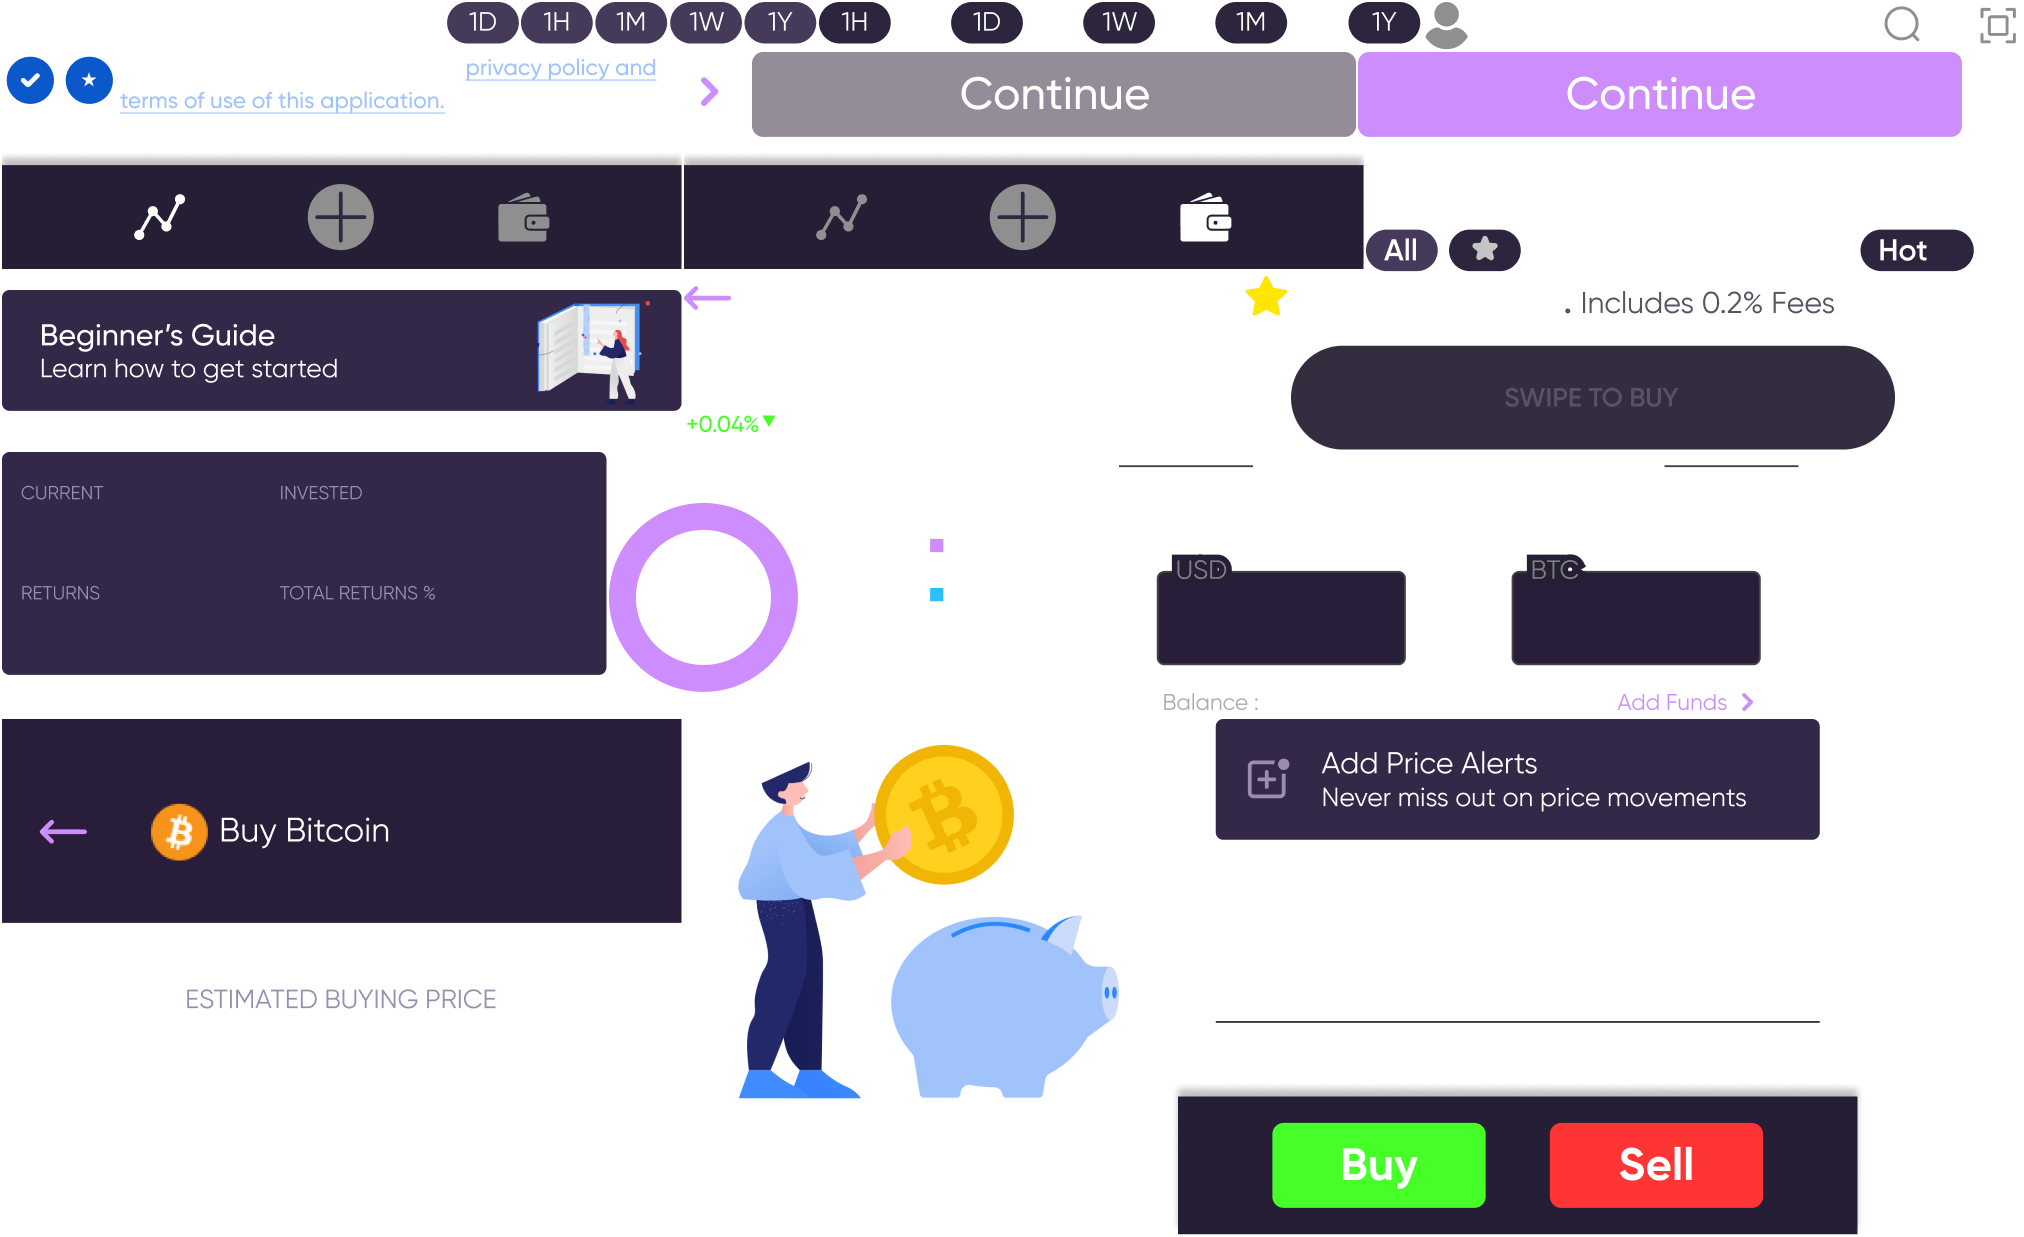 1D 1H 1M 1W 1Y 1H 1D 1W 1M 1Y
privacy policy and
terms of use of this application.
Continue
Continue
All
Hot
Beginner’s Guide
Learn how to get started
. Includes 0.2% Fees
SWIPE TO BUY
+0.04%
CURRENT
INVESTED
RETURNS
TOTAL RETURNS %
USD
BTC
Balance :
Add Funds
Add Price Alerts
Never miss out on price movements
Buy Bitcoin
ESTIMATED BUYING PRICE
Buy
Sell